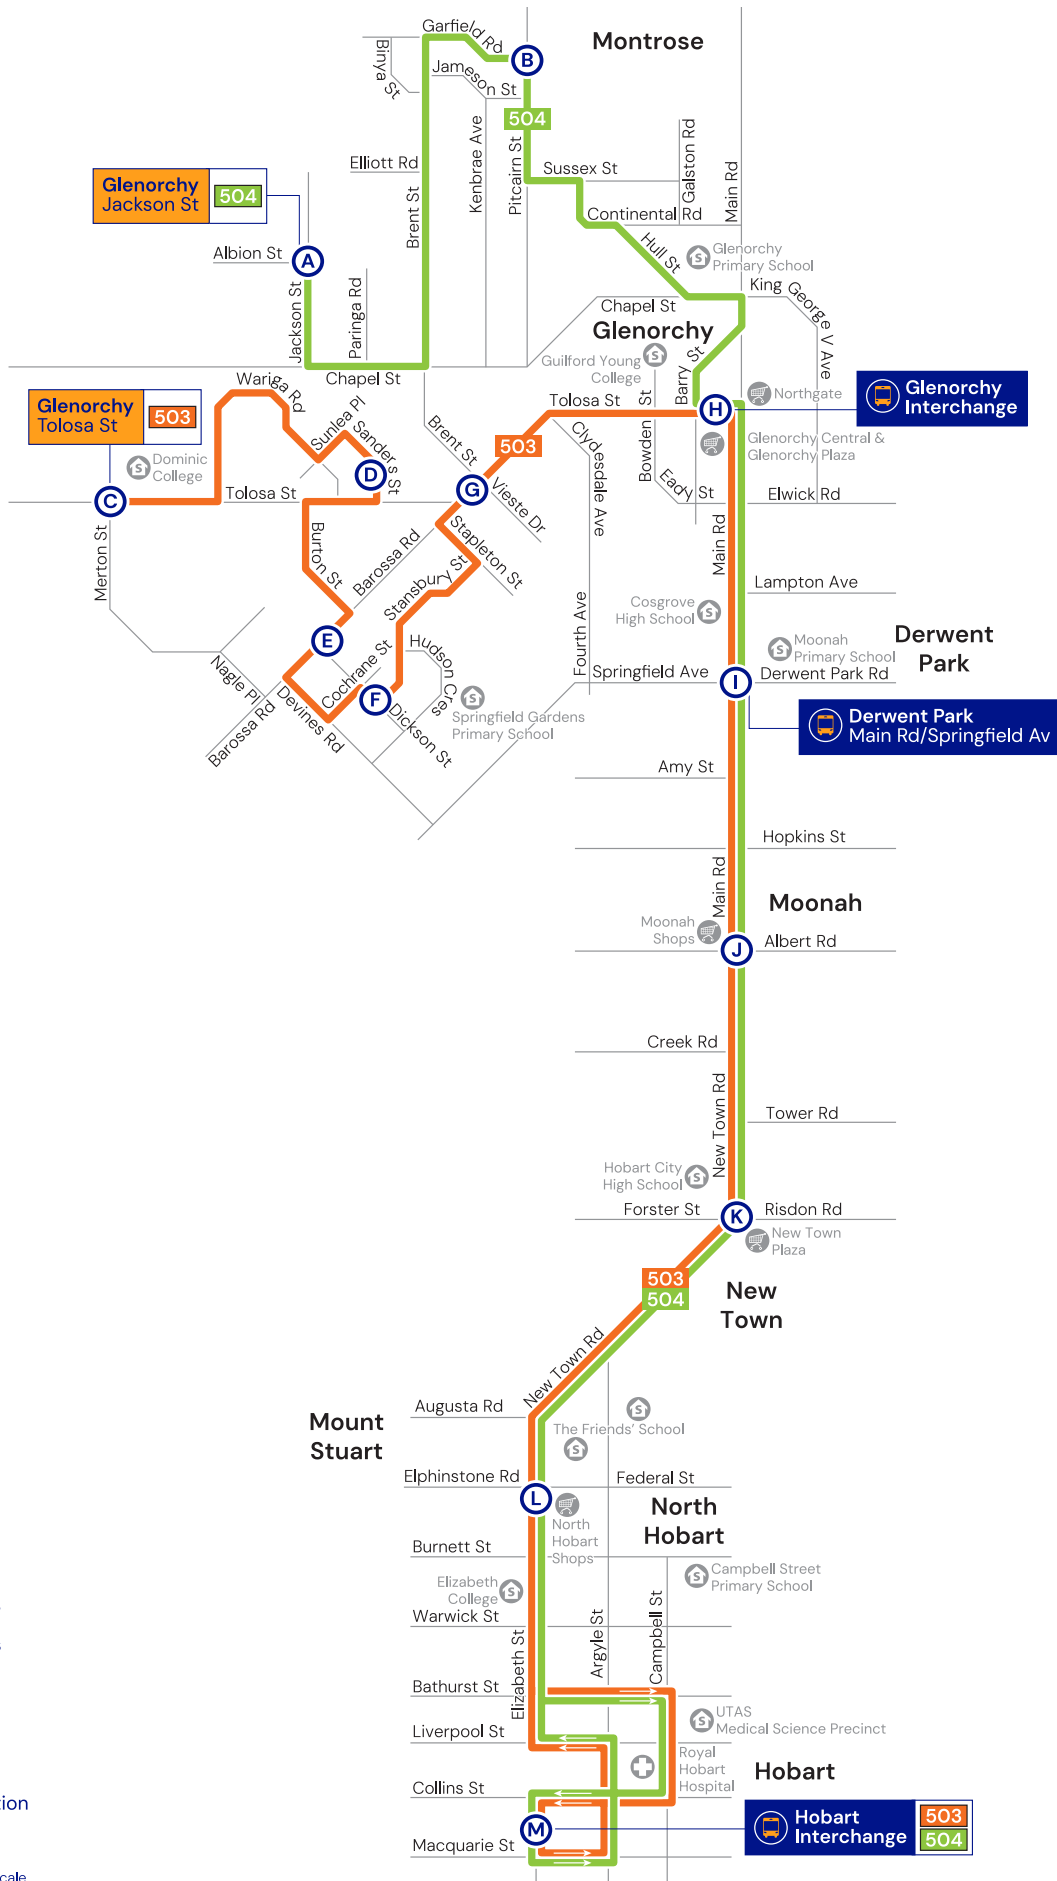 Garfield Rd
B
Montrose
Binya St
Jameson St
504
Kenbrae Ave
Pitcairn St
Galston Rd
Main Rd
Elliott Rd
Sussex St
Glenorchy
Jackson St
504
Brent St
Continental Rd
Albion St
A
Hull St
Glenorchy
Primary School
Jackson St
Paringa Rd
King George V Ave
Chapel St
Glenorchy
Guilford Young
College
Barry St
Chapel St
Wariga Rd
Northgate
Glenorchy
Interchange
Glenorchy
Tolosa St
503
Sunlea Pl
Sanders St
Brent St
Tolosa St
H
503
Clydesdale Ave
Bowden St
Glenorchy Central &
Glenorchy Plaza
Dominic
College
D
C
Tolosa St
G
Vieste Dr
Eady St
Elwick Rd
Merton St
Burton St
Barossa Rd
Stapleton St
Main Rd
Stansbury St
Lampton Ave
Cosgrove
High School
Fourth Ave
E
Derwent
Park
Moonah
Primary School
Nagle Pl
Cochrane St
Hudson Cres
Springfield Ave
I
Derwent Park Rd
Barossa Rd
Devines Rd
F
Dickson St
Springfield Gardens
Primary School
Derwent Park
Main Rd/Springfield Av
Amy St
Hopkins St
Main Rd
Moonah
Moonah
Shops
J
Albert Rd
Creek Rd
New Town Rd
Tower Rd
Hobart City
High School
Forster St
K
Risdon Rd
New Town
Plaza
503
504
New
Town
New Town Rd
Augusta Rd
Mount
Stuart
The Friends' School
Elphinstone Rd
Federal St
L
North
Hobart
North
Hobart
Shops
Burnett St
Campbell Street
Primary School
Elizabeth
College
Warwick St
Elizabeth St
Argyle St
Campbell St
Bathurst St
UTAS
Medical Science Precinct
Liverpool St
Royal
Hobart
Hospital
Hobart
Collins St
tion
M
Hobart
Interchange
503
504
Macquarie St
cale